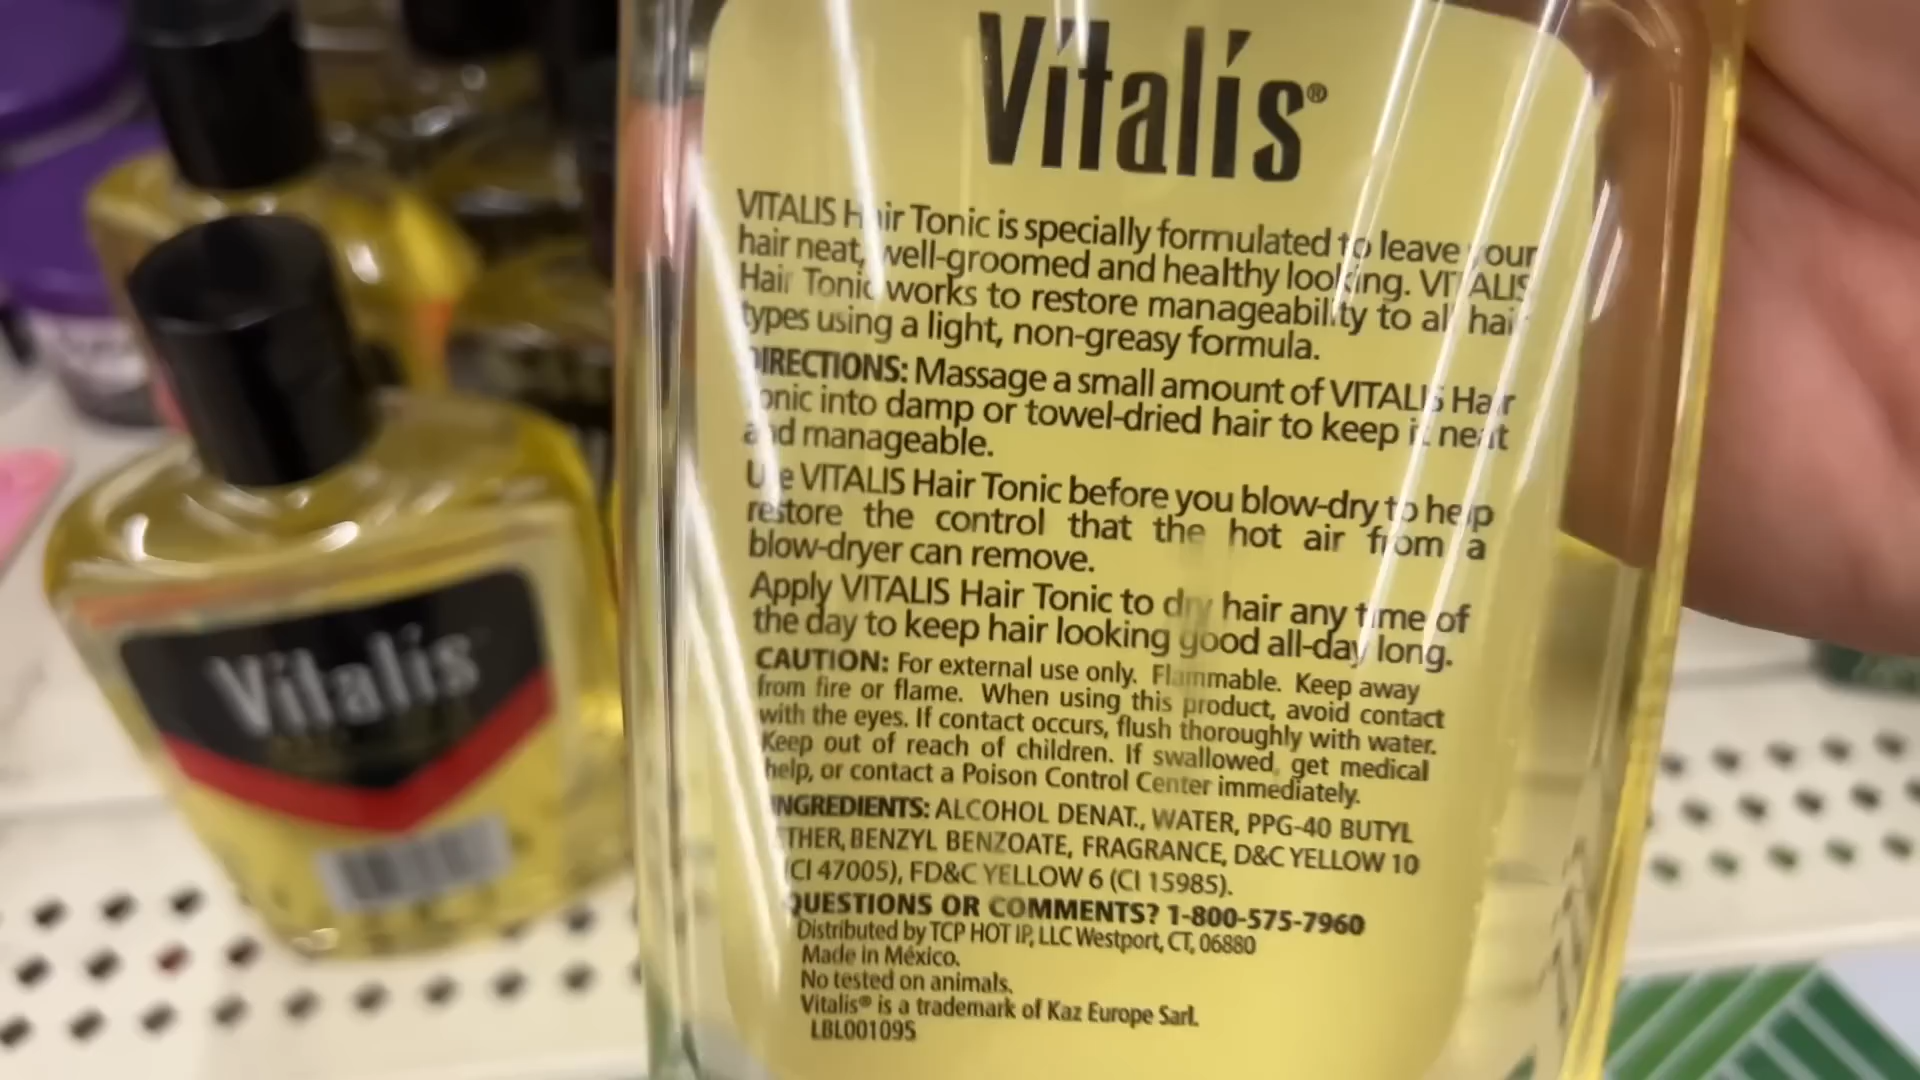 Vitalis®
VITALIS Hair Tonic is specially formulated to leave your
hair neat, well-groomed and healthy looking. VITALIS
Hair Tonic works to restore manageability to all hair
types using a light, non-greasy formula.
DIRECTIONS: Massage a small amount of VITALIS Hair
Tonic into damp or towel-dried hair to keep it neat
and manageable.
Use VITALIS Hair Tonic before you blow-dry to help
restore the control that the hot air from a
blow-dryer can remove.
Apply VITALIS Hair Tonic to dry hair any time of
the day to keep hair looking good all-day long.
CAUTION: For external use only. Flammable. Keep away
from fire or flame. When using this product, avoid contact
with the eyes. If contact occurs, flush thoroughly with water.
Keep out of reach of children. If swallowed, get medical
help, or contact a Poison Control Center immediately.
INGREDIENTS: ALCOHOL DENAT., WATER, PPG-40 BUTYL
ETHER, BENZYL BENZOATE, FRAGRANCE, D&C YELLOW 10
(CI 47005), FD&C YELLOW 6 (CI 15985).
QUESTIONS OR COMMENTS? 1-800-575-7960
Distributed by TCP HOT IP, LLC Westport, CT, 06880
Made in México.
No tested on animals.
Vitalis® is a trademark of Kaz Europe Sarl.
LBL001095
Vitalis